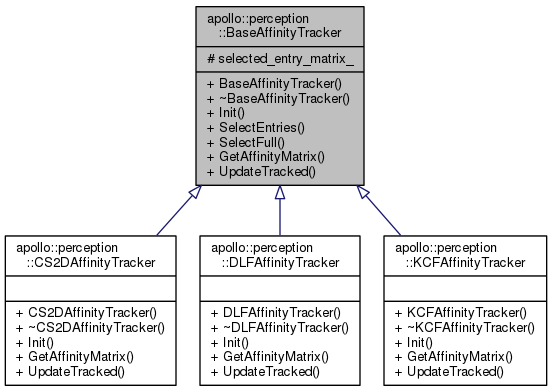 apollo::perception
::BaseAffinityTracker
# selected_entry_matrix_
+ BaseAffinityTracker()
+ ~BaseAffinityTracker()
+ Init()
+ SelectEntries()
+ SelectFull()
+ GetAffinityMatrix()
+ UpdateTracked()
apollo::perception
::CS2DAffinityTracker
+ CS2DAffinityTracker()
+ ~CS2DAffinityTracker()
+ Init()
+ GetAffinityMatrix()
+ UpdateTracked()
apollo::perception
::DLFAffinityTracker
+ DLFAffinityTracker()
+ ~DLFAffinityTracker()
+ Init()
+ GetAffinityMatrix()
+ UpdateTracked()
apollo::perception
::KCFAffinityTracker
+ KCFAffinityTracker()
+ ~KCFAffinityTracker()
+ Init()
+ GetAffinityMatrix()
+ UpdateTracked()